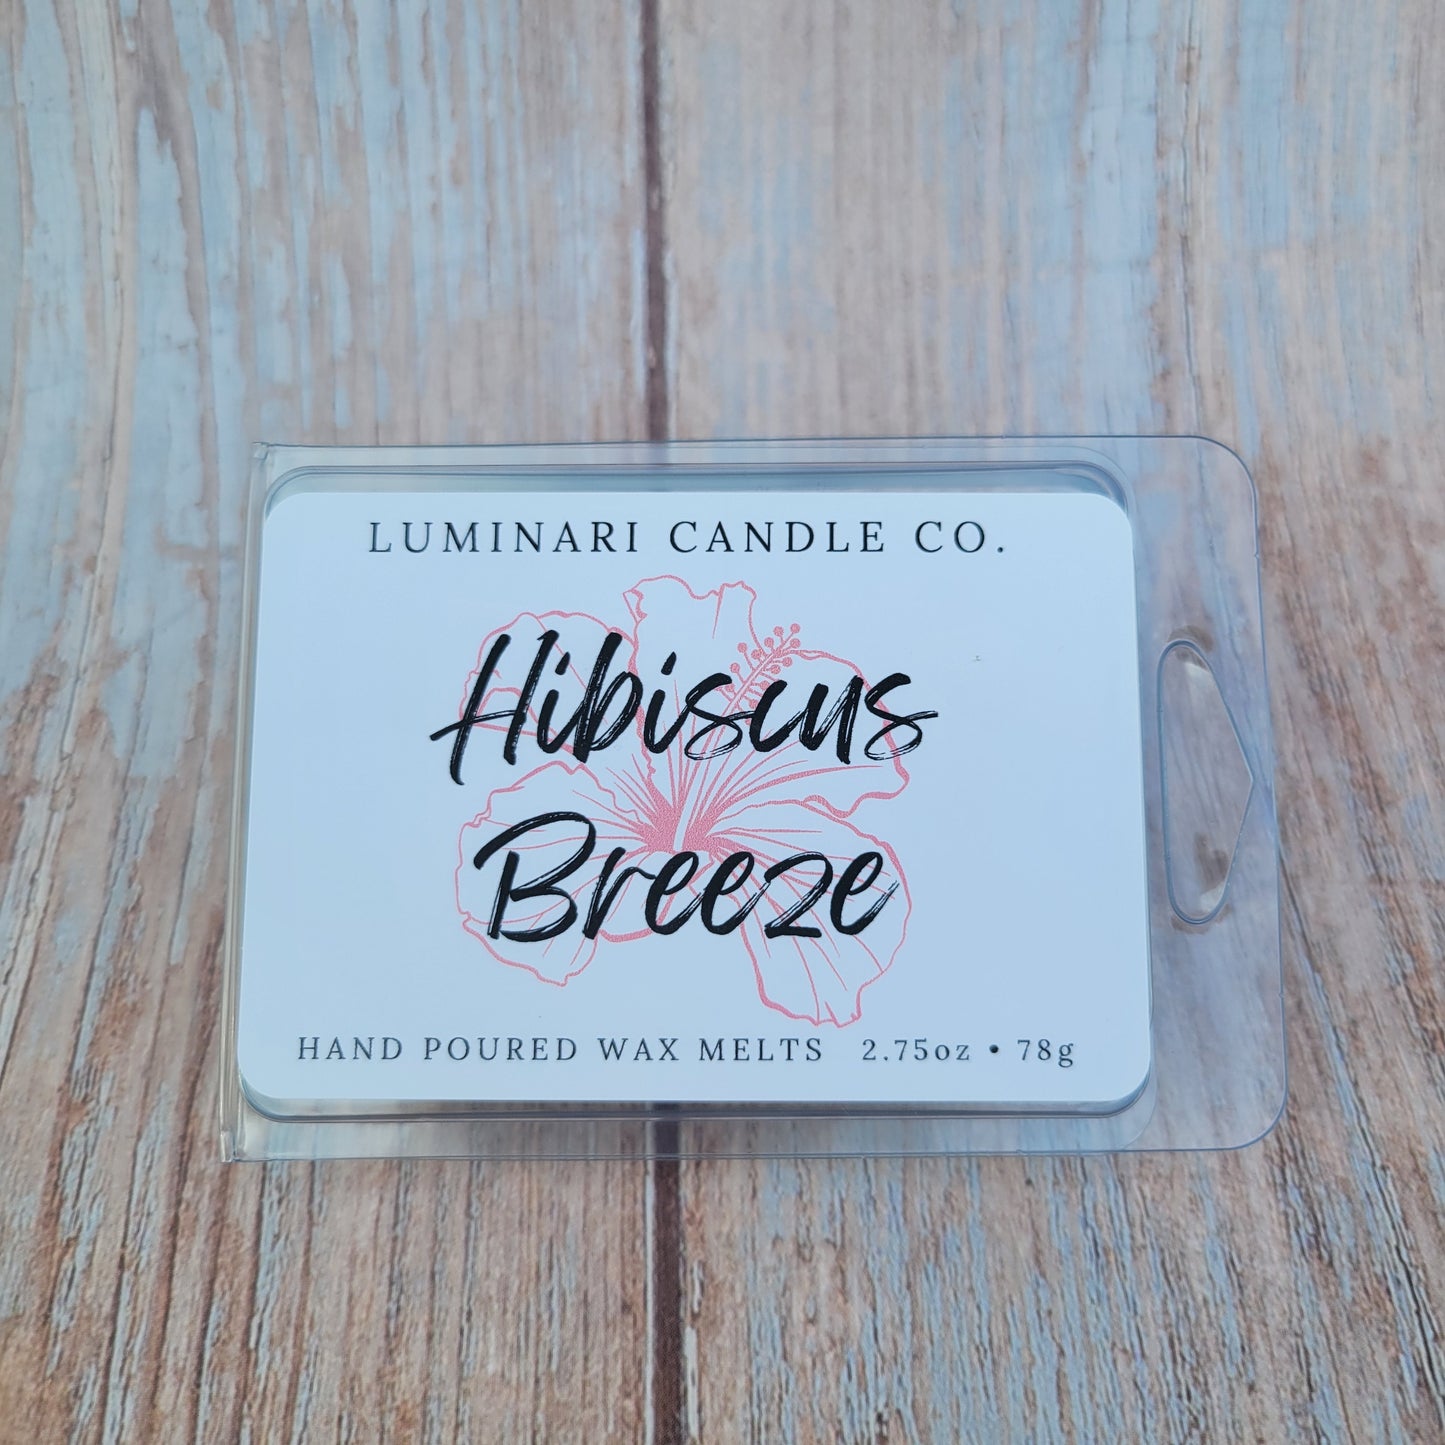 LUMINARI CANDLE CO.
Hibiscus
Breeze
HAND POURED WAX MELTS 2.75oz • 78g